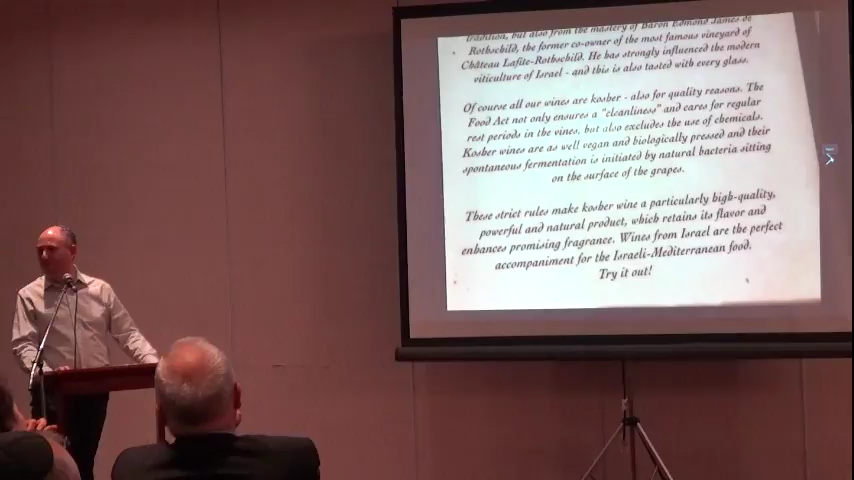 tradition, but also from the mastery of Baron Edmond James de
Rothschild, the former co-owner of the most famous vineyard of
Château Lafite-Rothschild. He has strongly influenced the modern
viticulture of Israel - and this is also tasted with every glass.
Of course all our wines are kosher - also for quality reasons. The
Food Act not only ensures a "cleanliness" and cares for regular
rest periods in the vines, but also excludes the use of chemicals.
Kosher wines are as well vegan and biologically pressed and their
spontaneous fermentation is initiated by natural bacteria sitting
on the surface of the grapes.
These strict rules make kosher wine a particularly high-quality,
powerful and natural product, which retains its flavor and
enhances promising fragrance. Wines from Israel are the perfect
accompaniment for the Israeli-Mediterranean food.
Try it out!